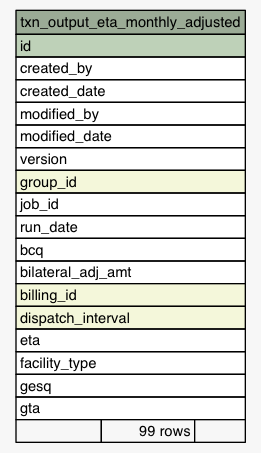 txn_output_eta_monthly_adjusted
id
created_by
created_date
modified_by
modified_date
version
group_id
job_id
run_date
bcq
bilateral_adj_amt
billing_id
dispatch_interval
eta
facility_type
gesq
gta
99 rows